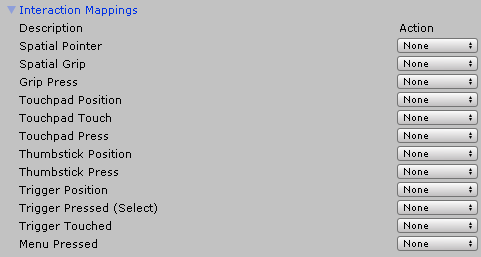 Interaction Mappings
Description Action
Spatial Pointer None
Spatial Grip None
Grip Press None
Touchpad Position None
Touchpad Touch None
Touchpad Press None
Thumbstick Position None
Thumbstick Press None
Trigger Position None
Trigger Pressed (Select) None
Trigger Touched None
Menu Pressed None